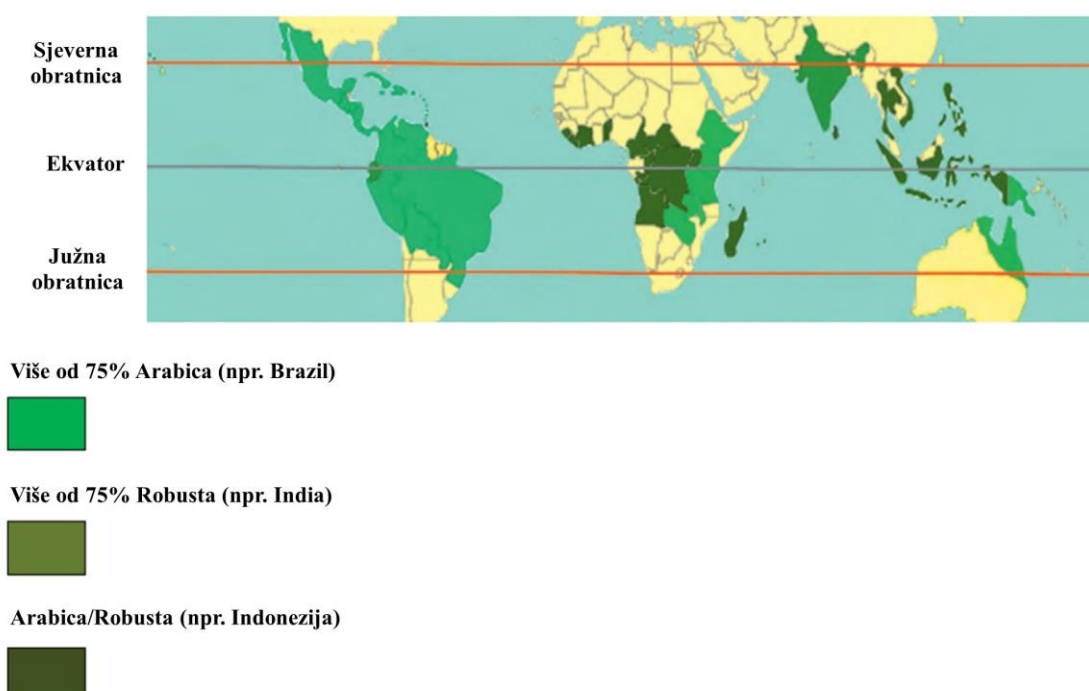 Sjeverna
obratnica
Ekvator
Južna
obratnica
Više od 75% Arabica (npr. Brazil)
Više od 75% Robusta (npr. India)
Arabica/Robusta (npr. Indonezija)